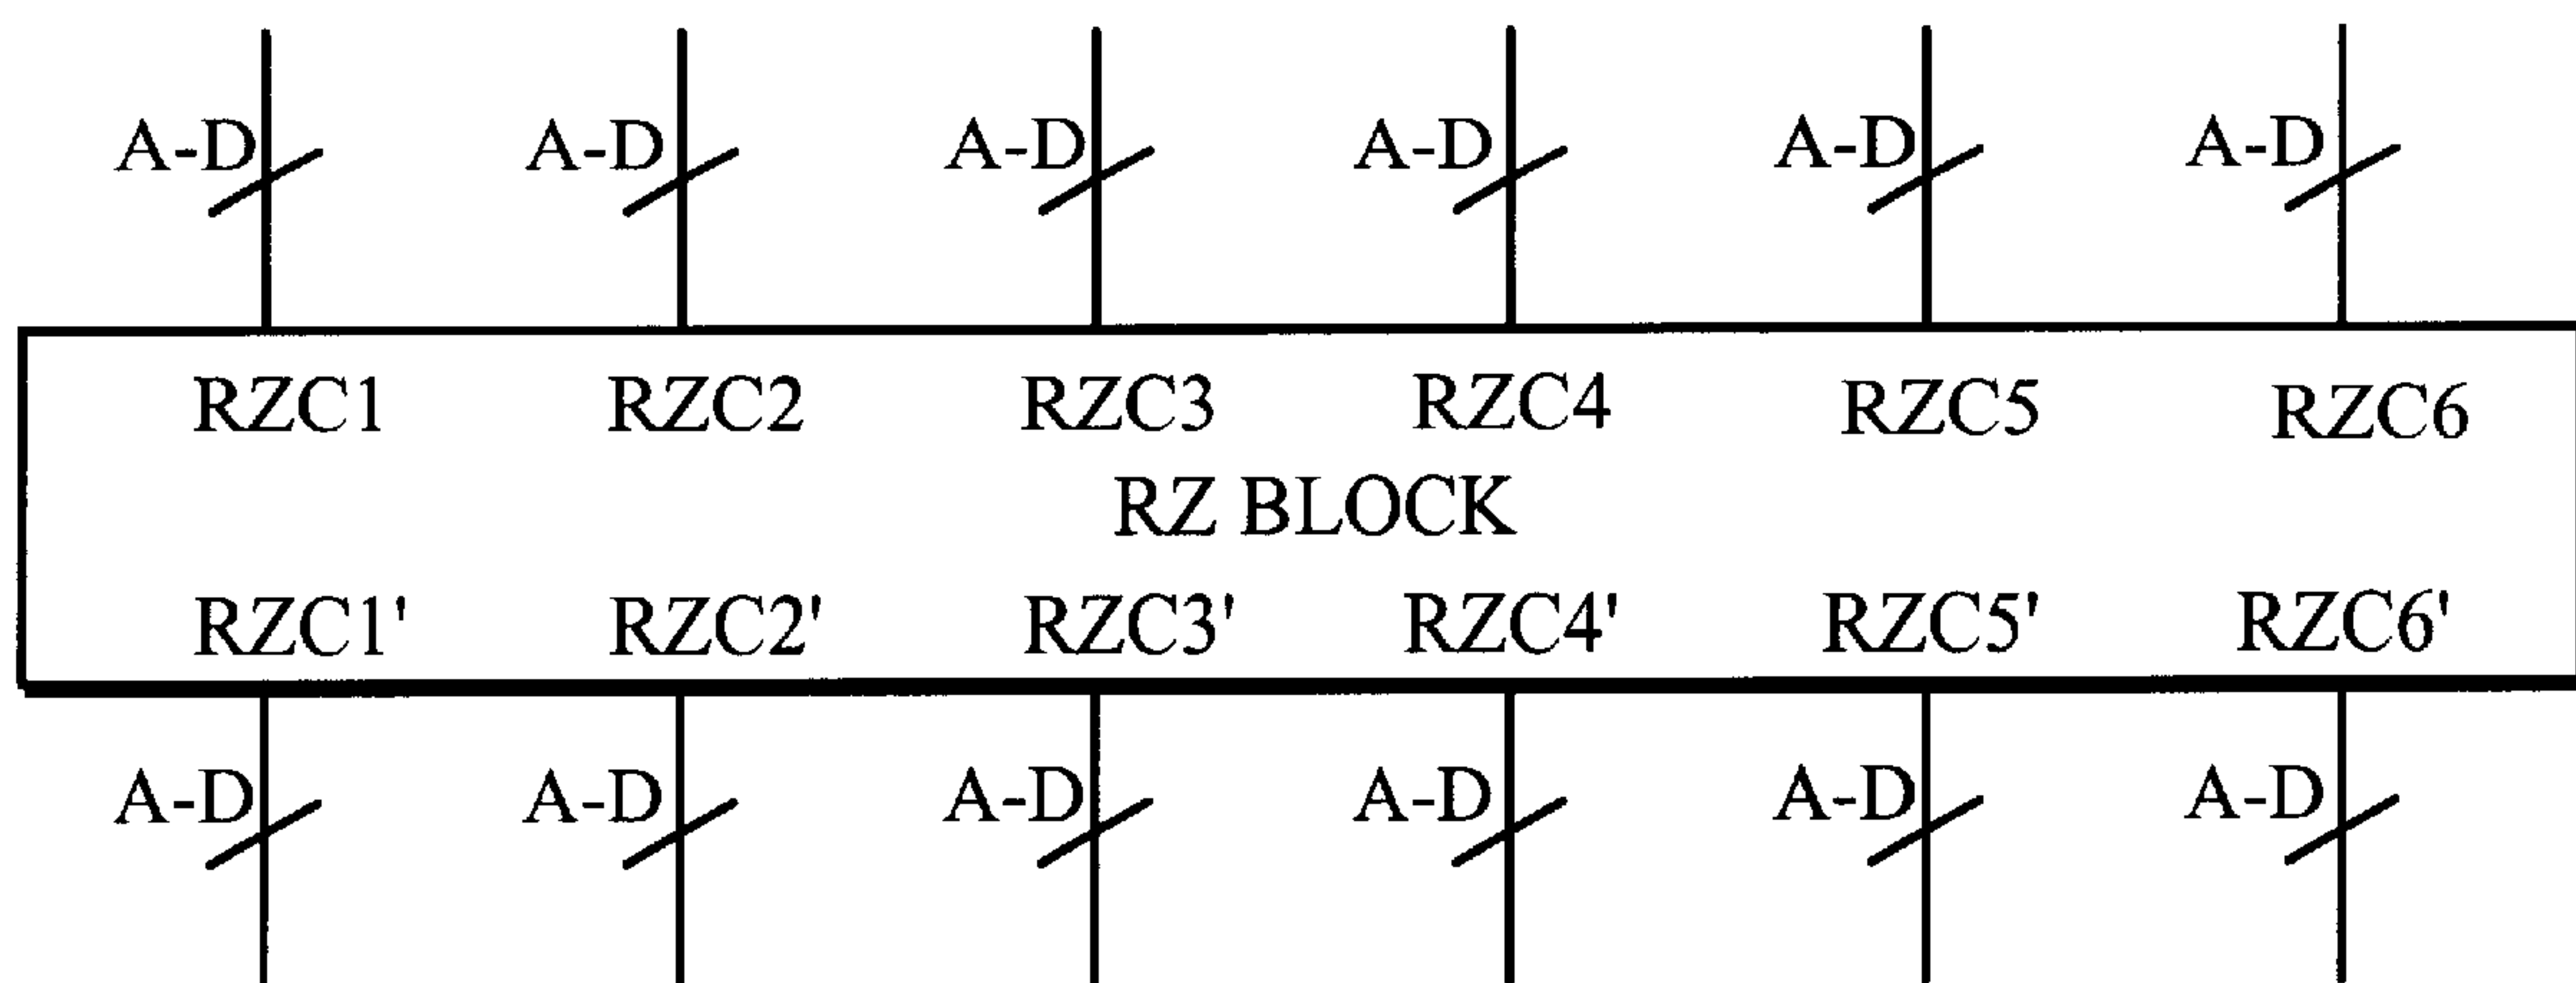 A-D A-D A-D A-D A-D A-D
RZC1 RZC2 RZC3 RZC4 RZC5 RZC6
RZ BLOCK
RZC1' RZC2' RZC3' RZC4' RZC5' RZC6'
A-D A-D A-D A-D A-D A-D